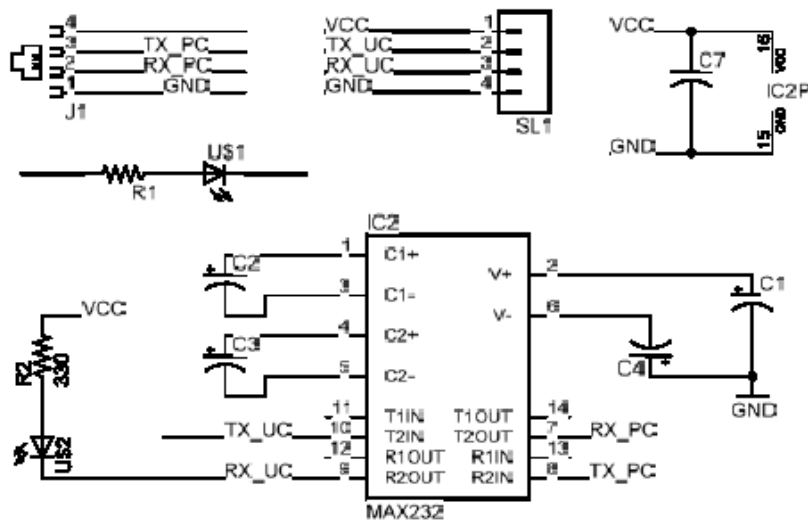 4 VCC 1
3 TX_PC TX_UC 2
2 RX_PC RX_UC 3
1 GND GND 4
J1 SL1
VCC 16 VCC
C7 IC2P
GND 15 GND
U$1
R1
IC2
1 C1+ C2
3 C1-
4 C2+ C3
5 C2-
V+ 2 C1
V- 6 C4
GND
VCC
R2 330
U$2
11 T1IN T1OUT 14
TX_UC 10 T2IN T2OUT 7 RX_PC
12 R1OUT R1IN 13
RX_UC 9 R2OUT R2IN 8 TX_PC
MAX232